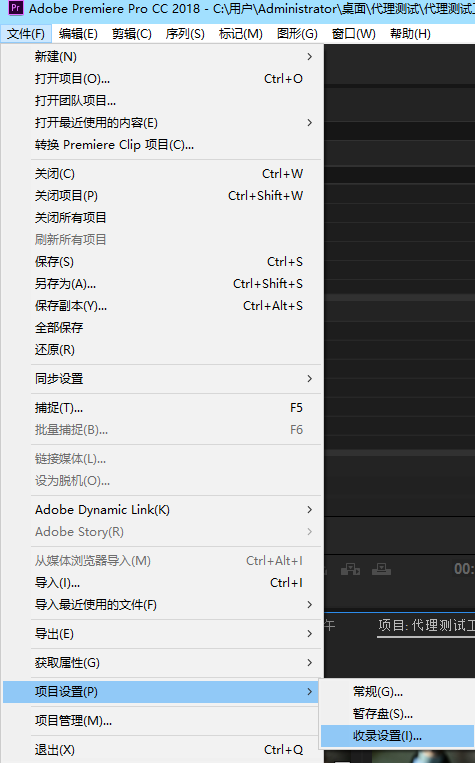 Pr Adobe Premiere Pro CC 2018 - C:\用户\Administrator\桌面\代理测试\代理测试工
文件(F) 编辑(E) 剪辑(C) 序列(S) 标记(M) 图形(G) 窗口(W) 帮助(H)
新建(N) >
打开项目(O)... Ctrl+O
打开团队项目...
打开最近使用的内容(E) >
转换 Premiere Clip 项目(C)...
关闭(C) Ctrl+W
关闭项目(P) Ctrl+Shift+W
关闭所有项目
刷新所有项目
保存(S) Ctrl+S
另存为(A)... Ctrl+Shift+S
保存副本(Y)... Ctrl+Alt+S
全部保存
还原(R)
同步设置 >
捕捉(T)... F5
批量捕捉(B)... F6
链接媒体(L)...
设为脱机(O)...
Adobe Dynamic Link(K) >
Adobe Story(R) >
从媒体浏览器导入(M) Ctrl+Alt+I
导入(I)... Ctrl+I
00:
导入最近使用的文件(F) >
午 项目: 代理测试工
导出(E) >
获取属性(G) >
项目设置(P) >
常规(G)...
项目管理(M)...
暂存盘(S)...
收录设置(I)...
退出(X) Ctrl+Q